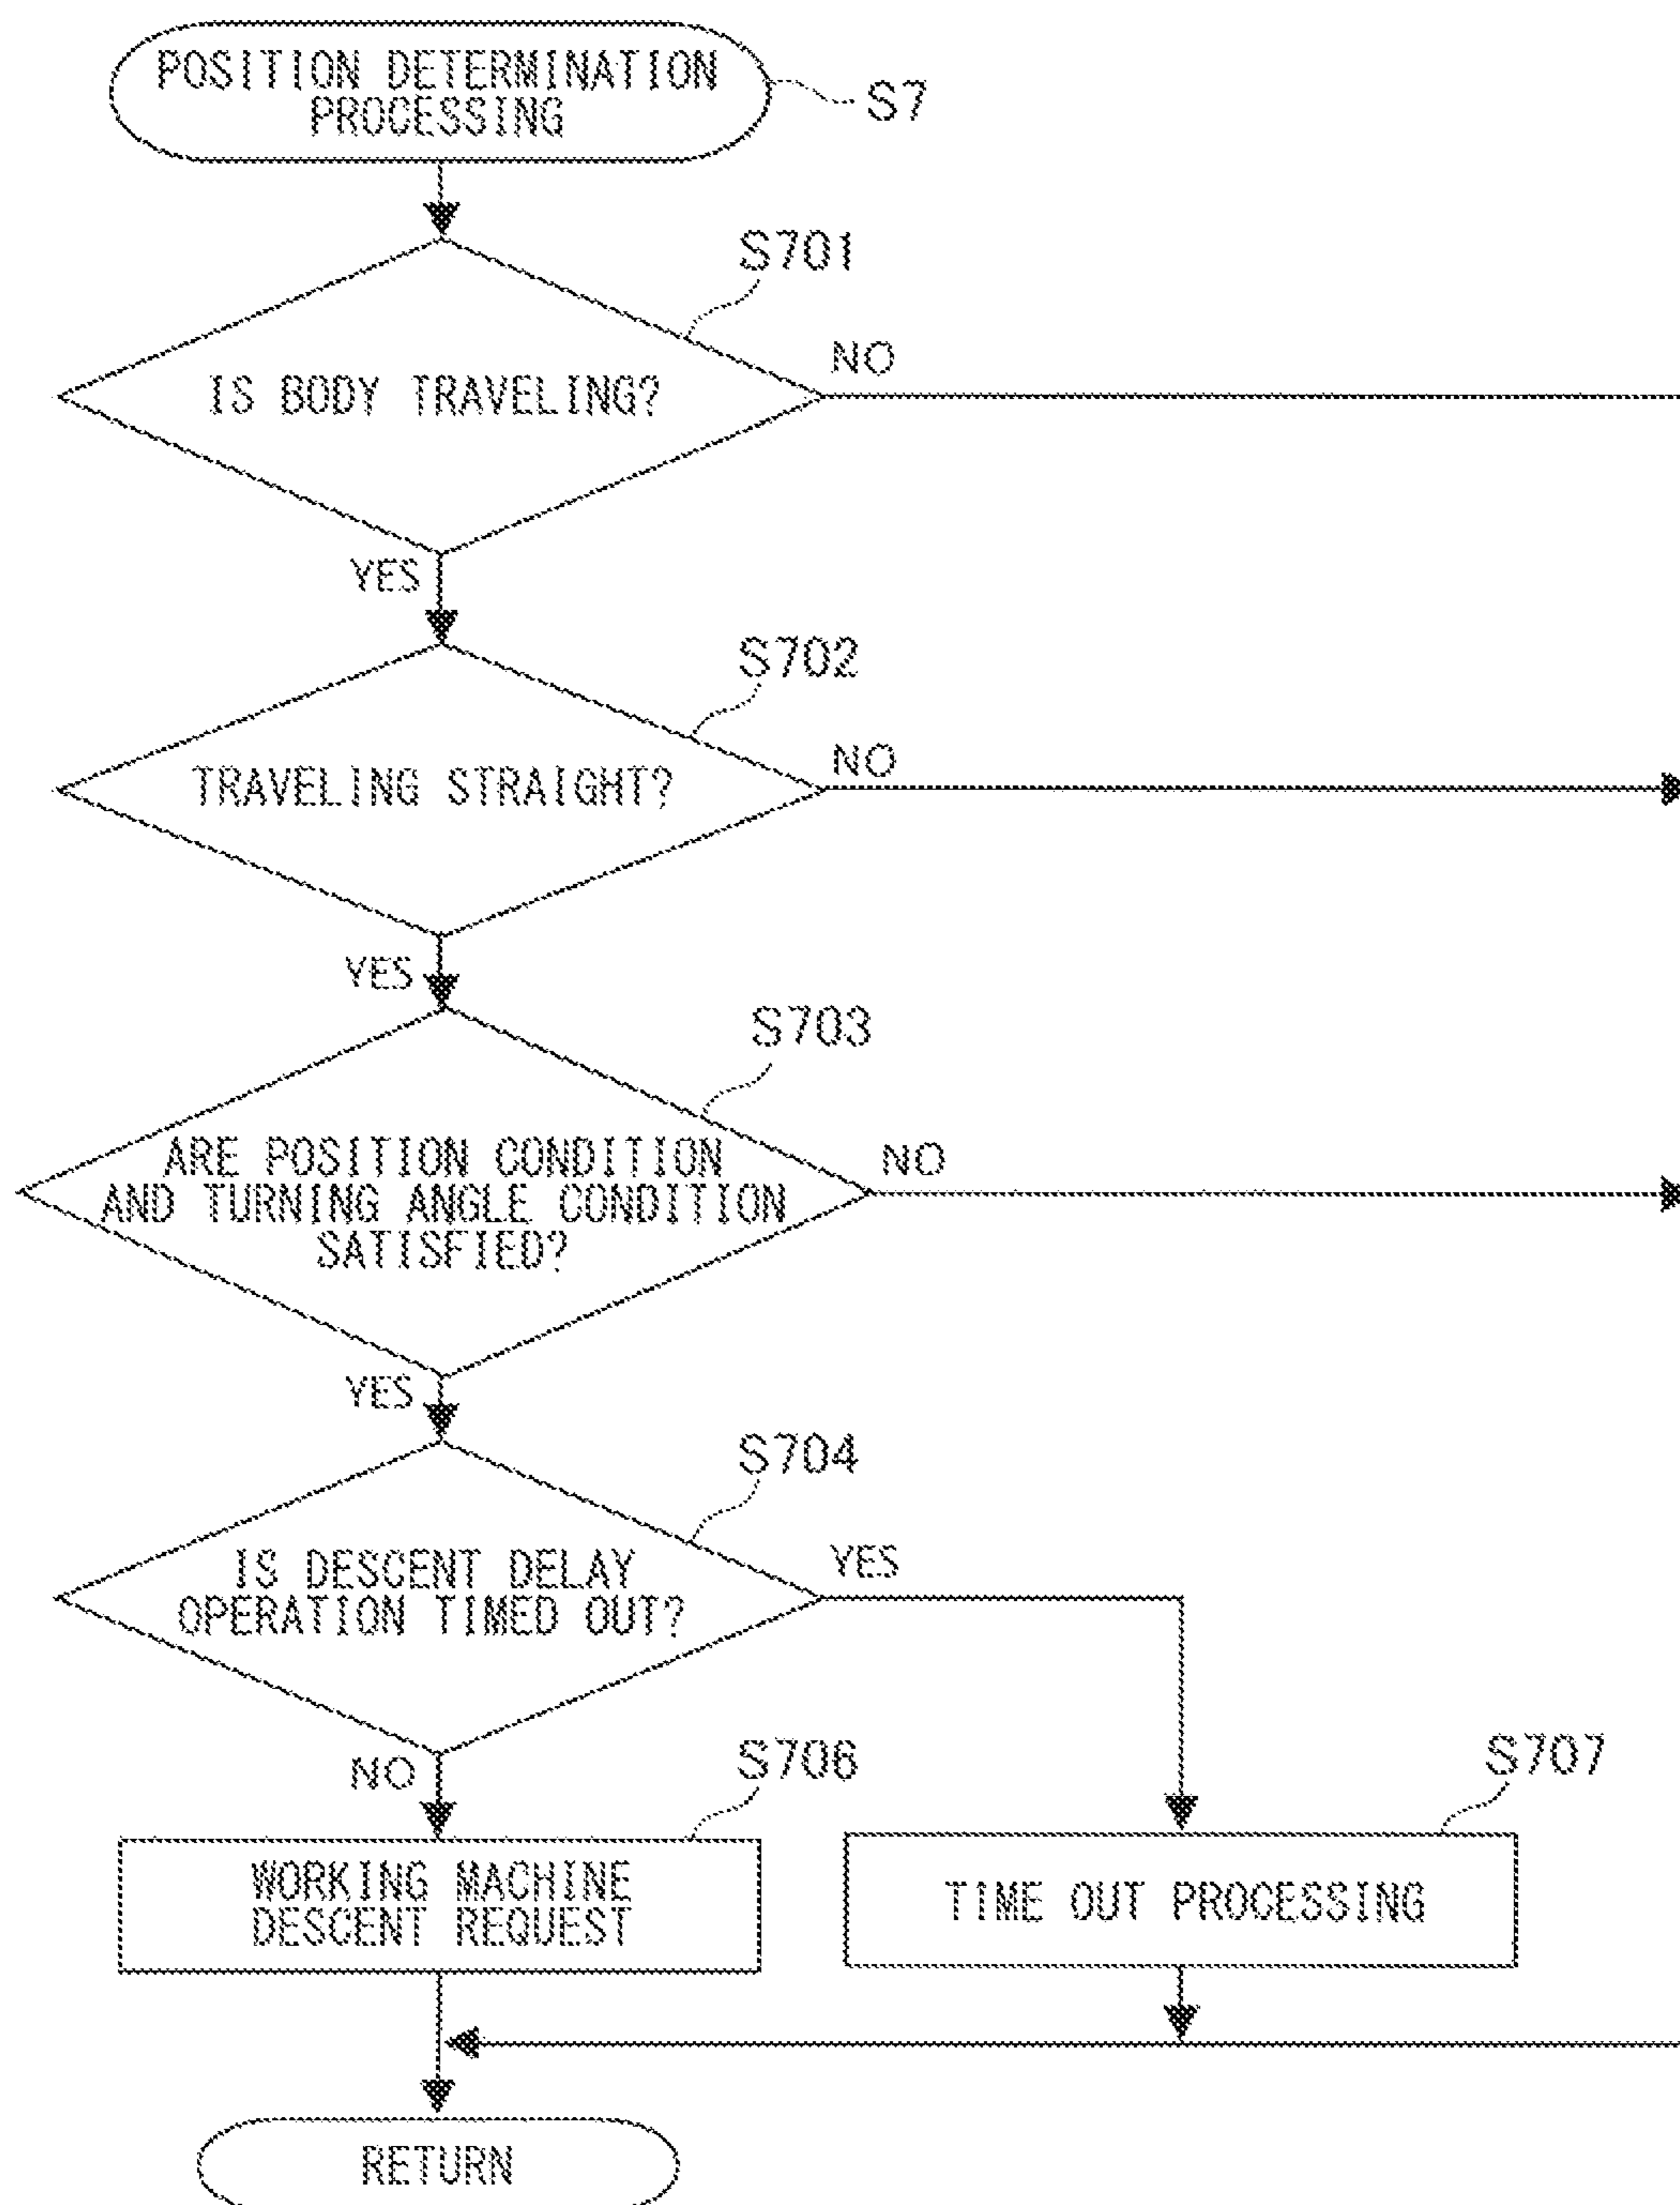 POSITION DETERMINATION
PROCESSING
S7
S701
IS BODY TRAVELING?
NO
YES
S702
TRAVELING STRAIGHT?
NO
YES
S703
ARE POSITION CONDITION
AND TURNING ANGLE CONDITION
SATISFIED?
NO
YES
S704
IS DESCENT DELAY
OPERATION TIMED OUT?
YES
NO
S706
WORKING MACHINE
DESCENT REQUEST
S707
TIME OUT PROCESSING
RETURN